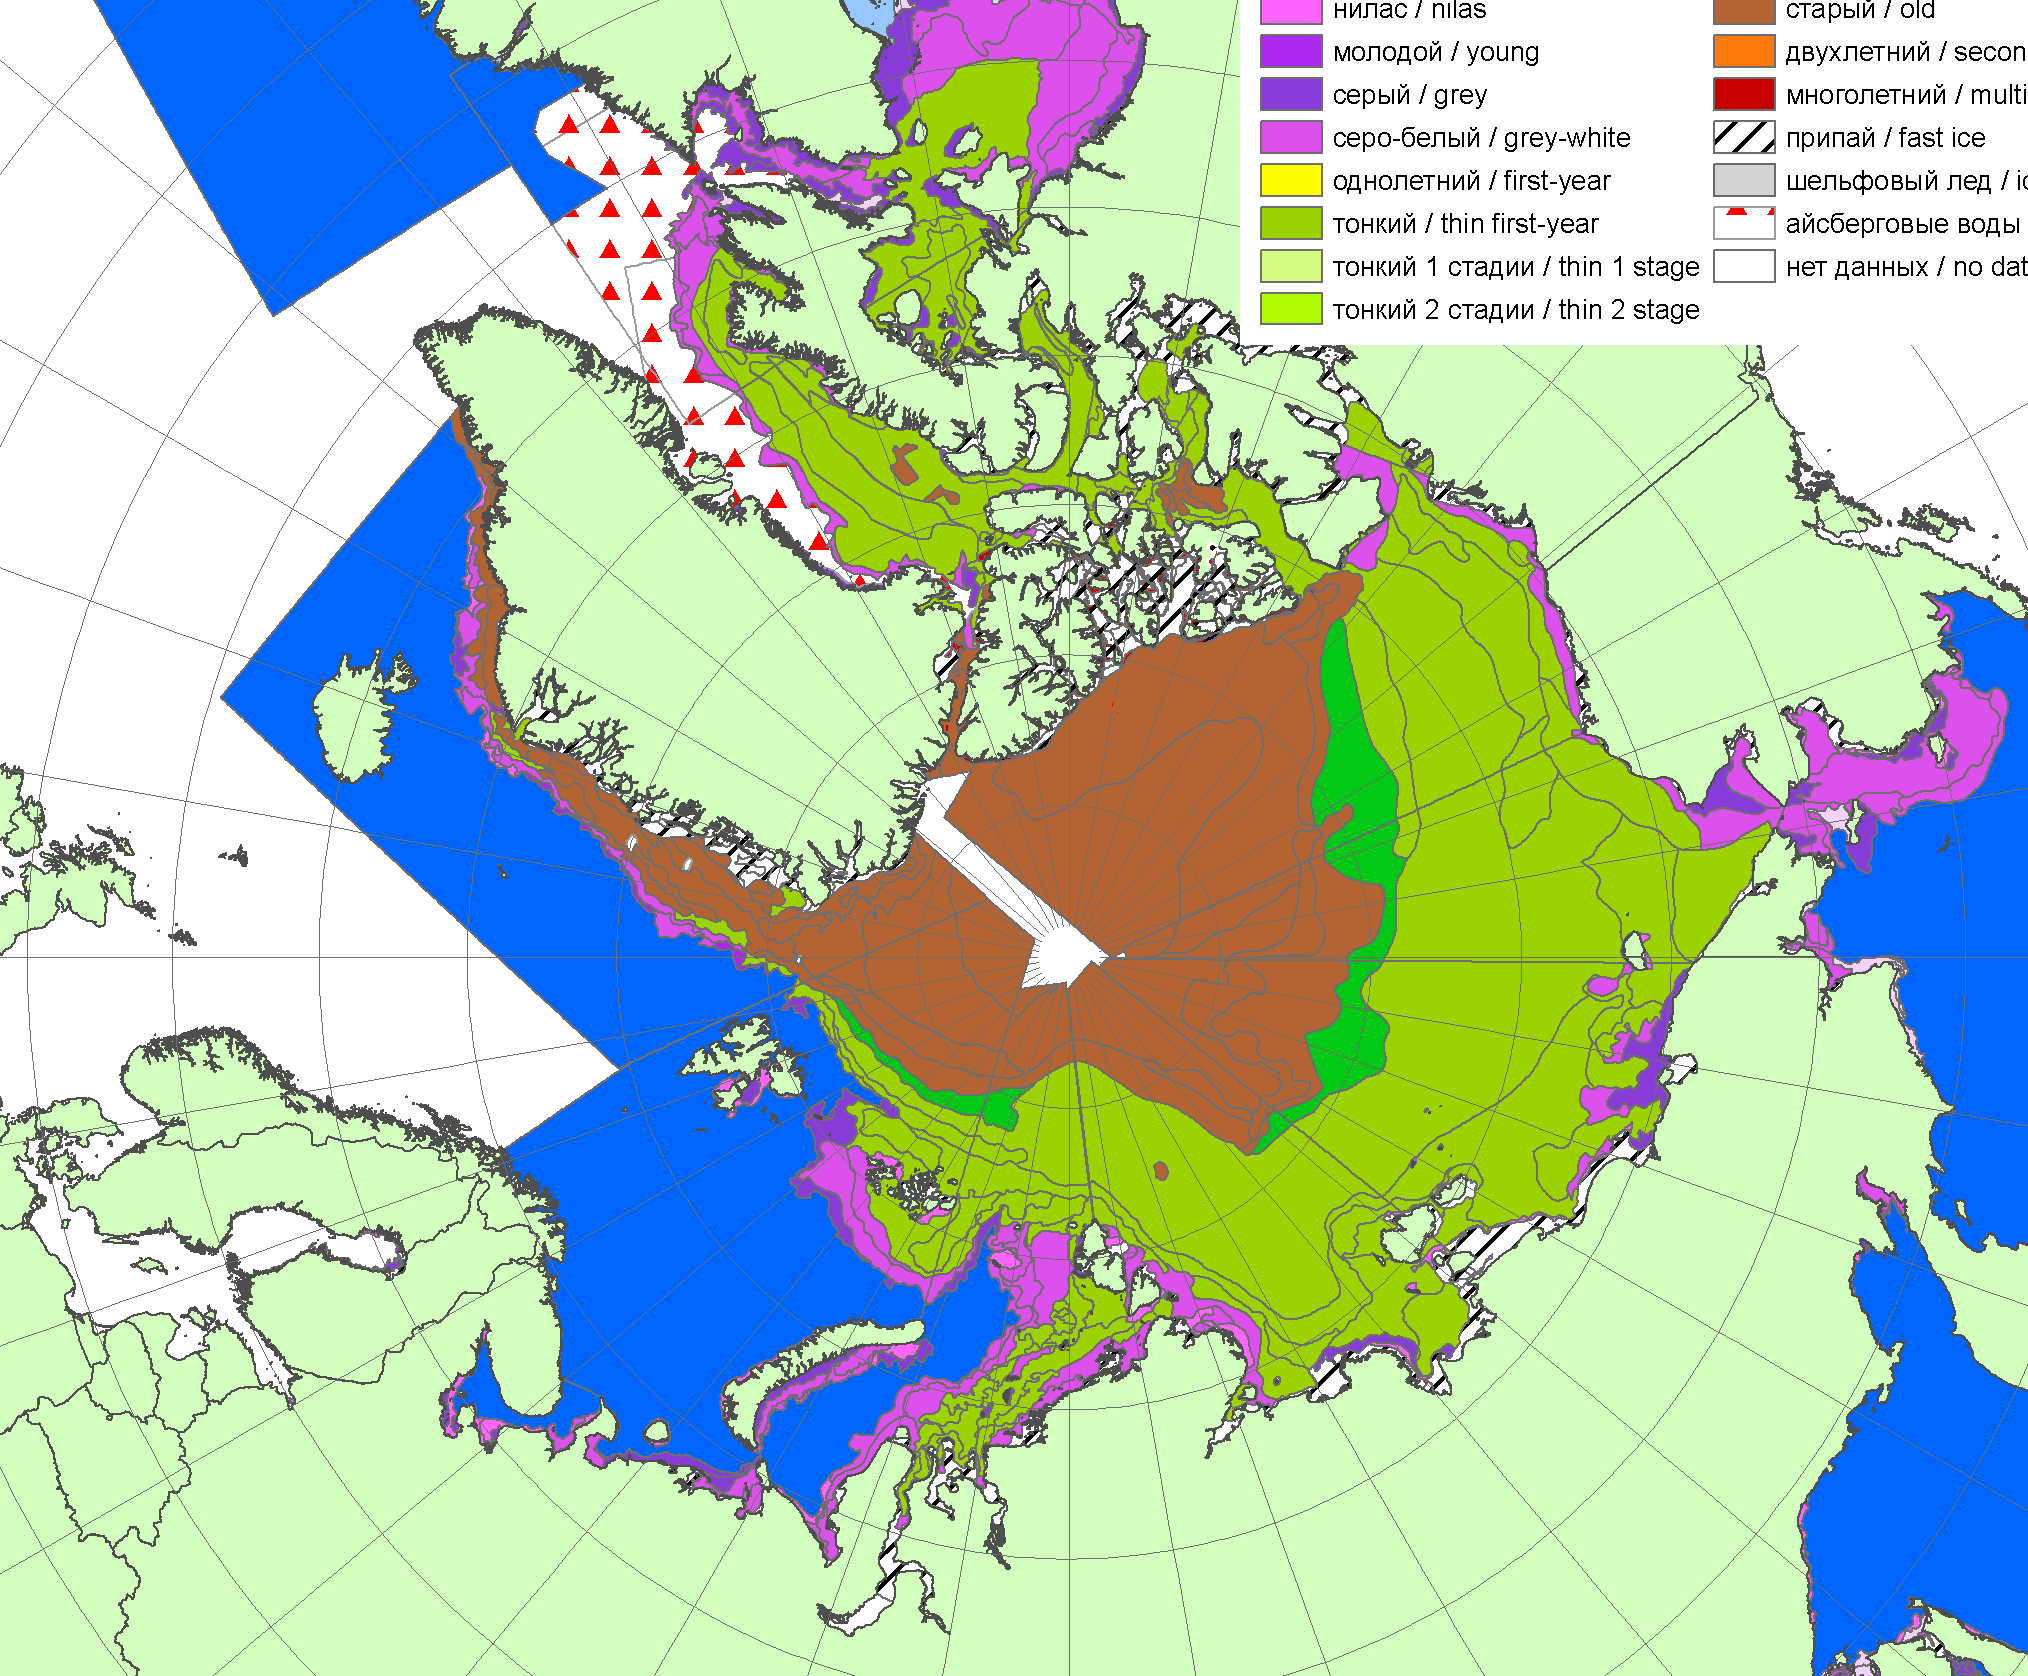 нилас / nilas
молодой / young
серый / grey
серо-белый / grey-white
однолетний / first-year
тонкий / thin first-year
тонкий 1 стадии / thin 1 stage
тонкий 2 стадии / thin 2 stage
старый / old
двухлетний / secon
многолетний / multi
припай / fast ice
шельфовый лед / ic
айсберговые воды
нет данных / no dat